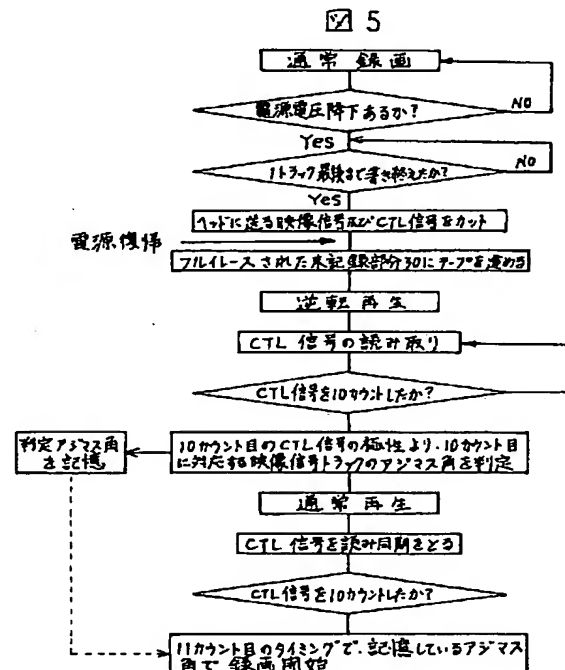 図 5
通常録画
電源電圧降下あるか?
NO
Yes
1トラック最後まで書き終えたか?
NO
Yes
ヘッドに送る映像信号及びCTL信号をカット
電源復帰
フルイレースされた未記録部分30にテープを進める
逆転再生
CTL信号の読み取り
CTL信号を10カウントしたか?
判定アジマス角
を記憶
10カウント目のCTL信号の極性より、10カウント目
に対応する映像信号トラックのアジマス角を判定
通常再生
CTL信号を読み同期をとる
CTL信号を10カウントしたか?
11カウント目のタイミングで、記憶しているアジマス
角で録画開始